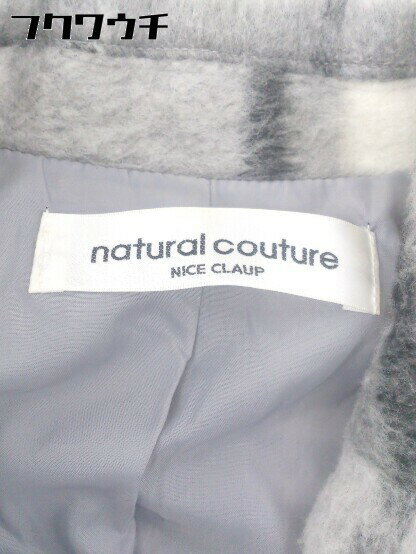 フクワウチ
natural couture
NICE CLAUP